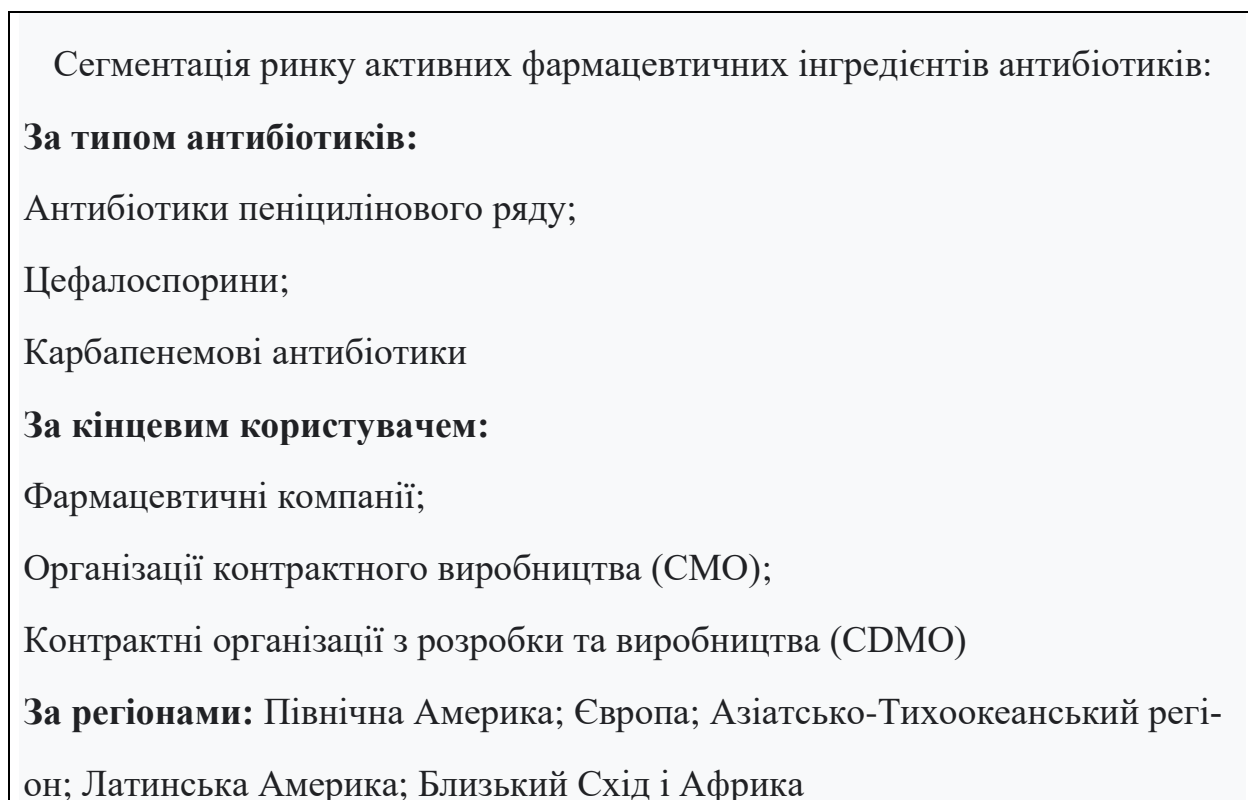 Сегментація ринку активних фармацевтичних інгредієнтів антибіотиків:
За типом антибіотиків:
Антибіотики пеніцилінового ряду;
Цефалоспорини;
Карбапенемові антибіотики
За кінцевим користувачем:
Фармацевтичні компанії;
Організації контрактного виробництва (CMO);
Контрактні організації з розробки та виробництва (CDMO)
За регіонами: Північна Америка; Європа; Азіатсько-Тихоокеанський регі-
он; Латинська Америка; Близький Схід і Африка